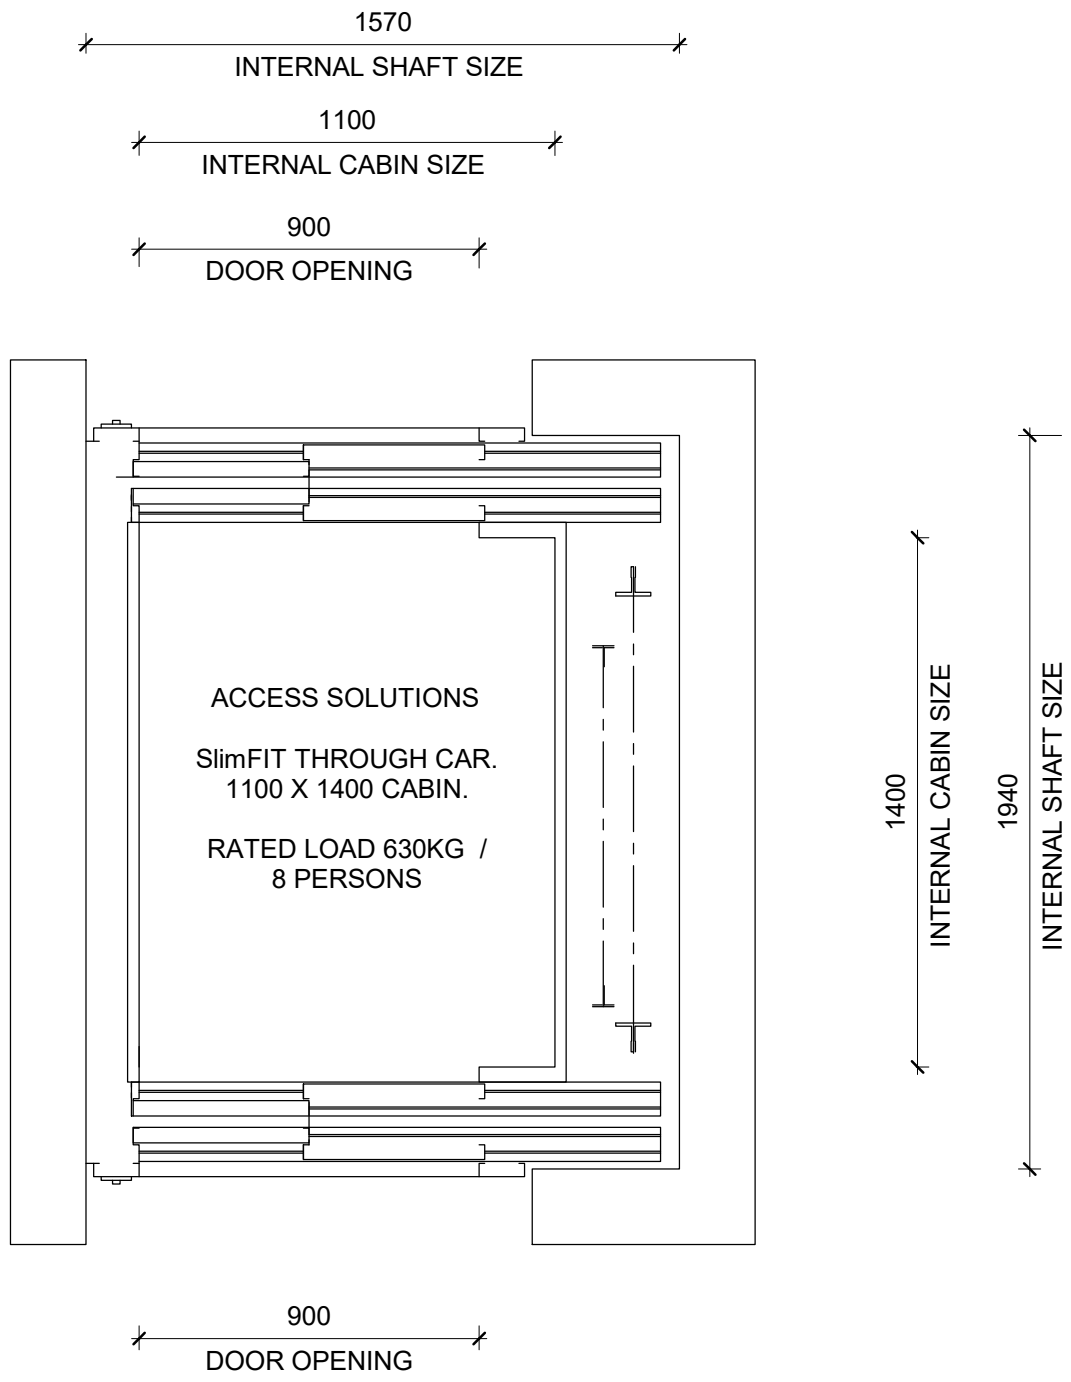 1570
INTERNAL SHAFT SIZE
1100
INTERNAL CABIN SIZE
900
DOOR OPENING
ACCESS SOLUTIONS
SlimFIT THROUGH CAR.
1100 X 1400 CABIN.
RATED LOAD 630KG /
8 PERSONS
1400
INTERNAL CABIN SIZE
1940
INTERNAL SHAFT SIZE
900
DOOR OPENING